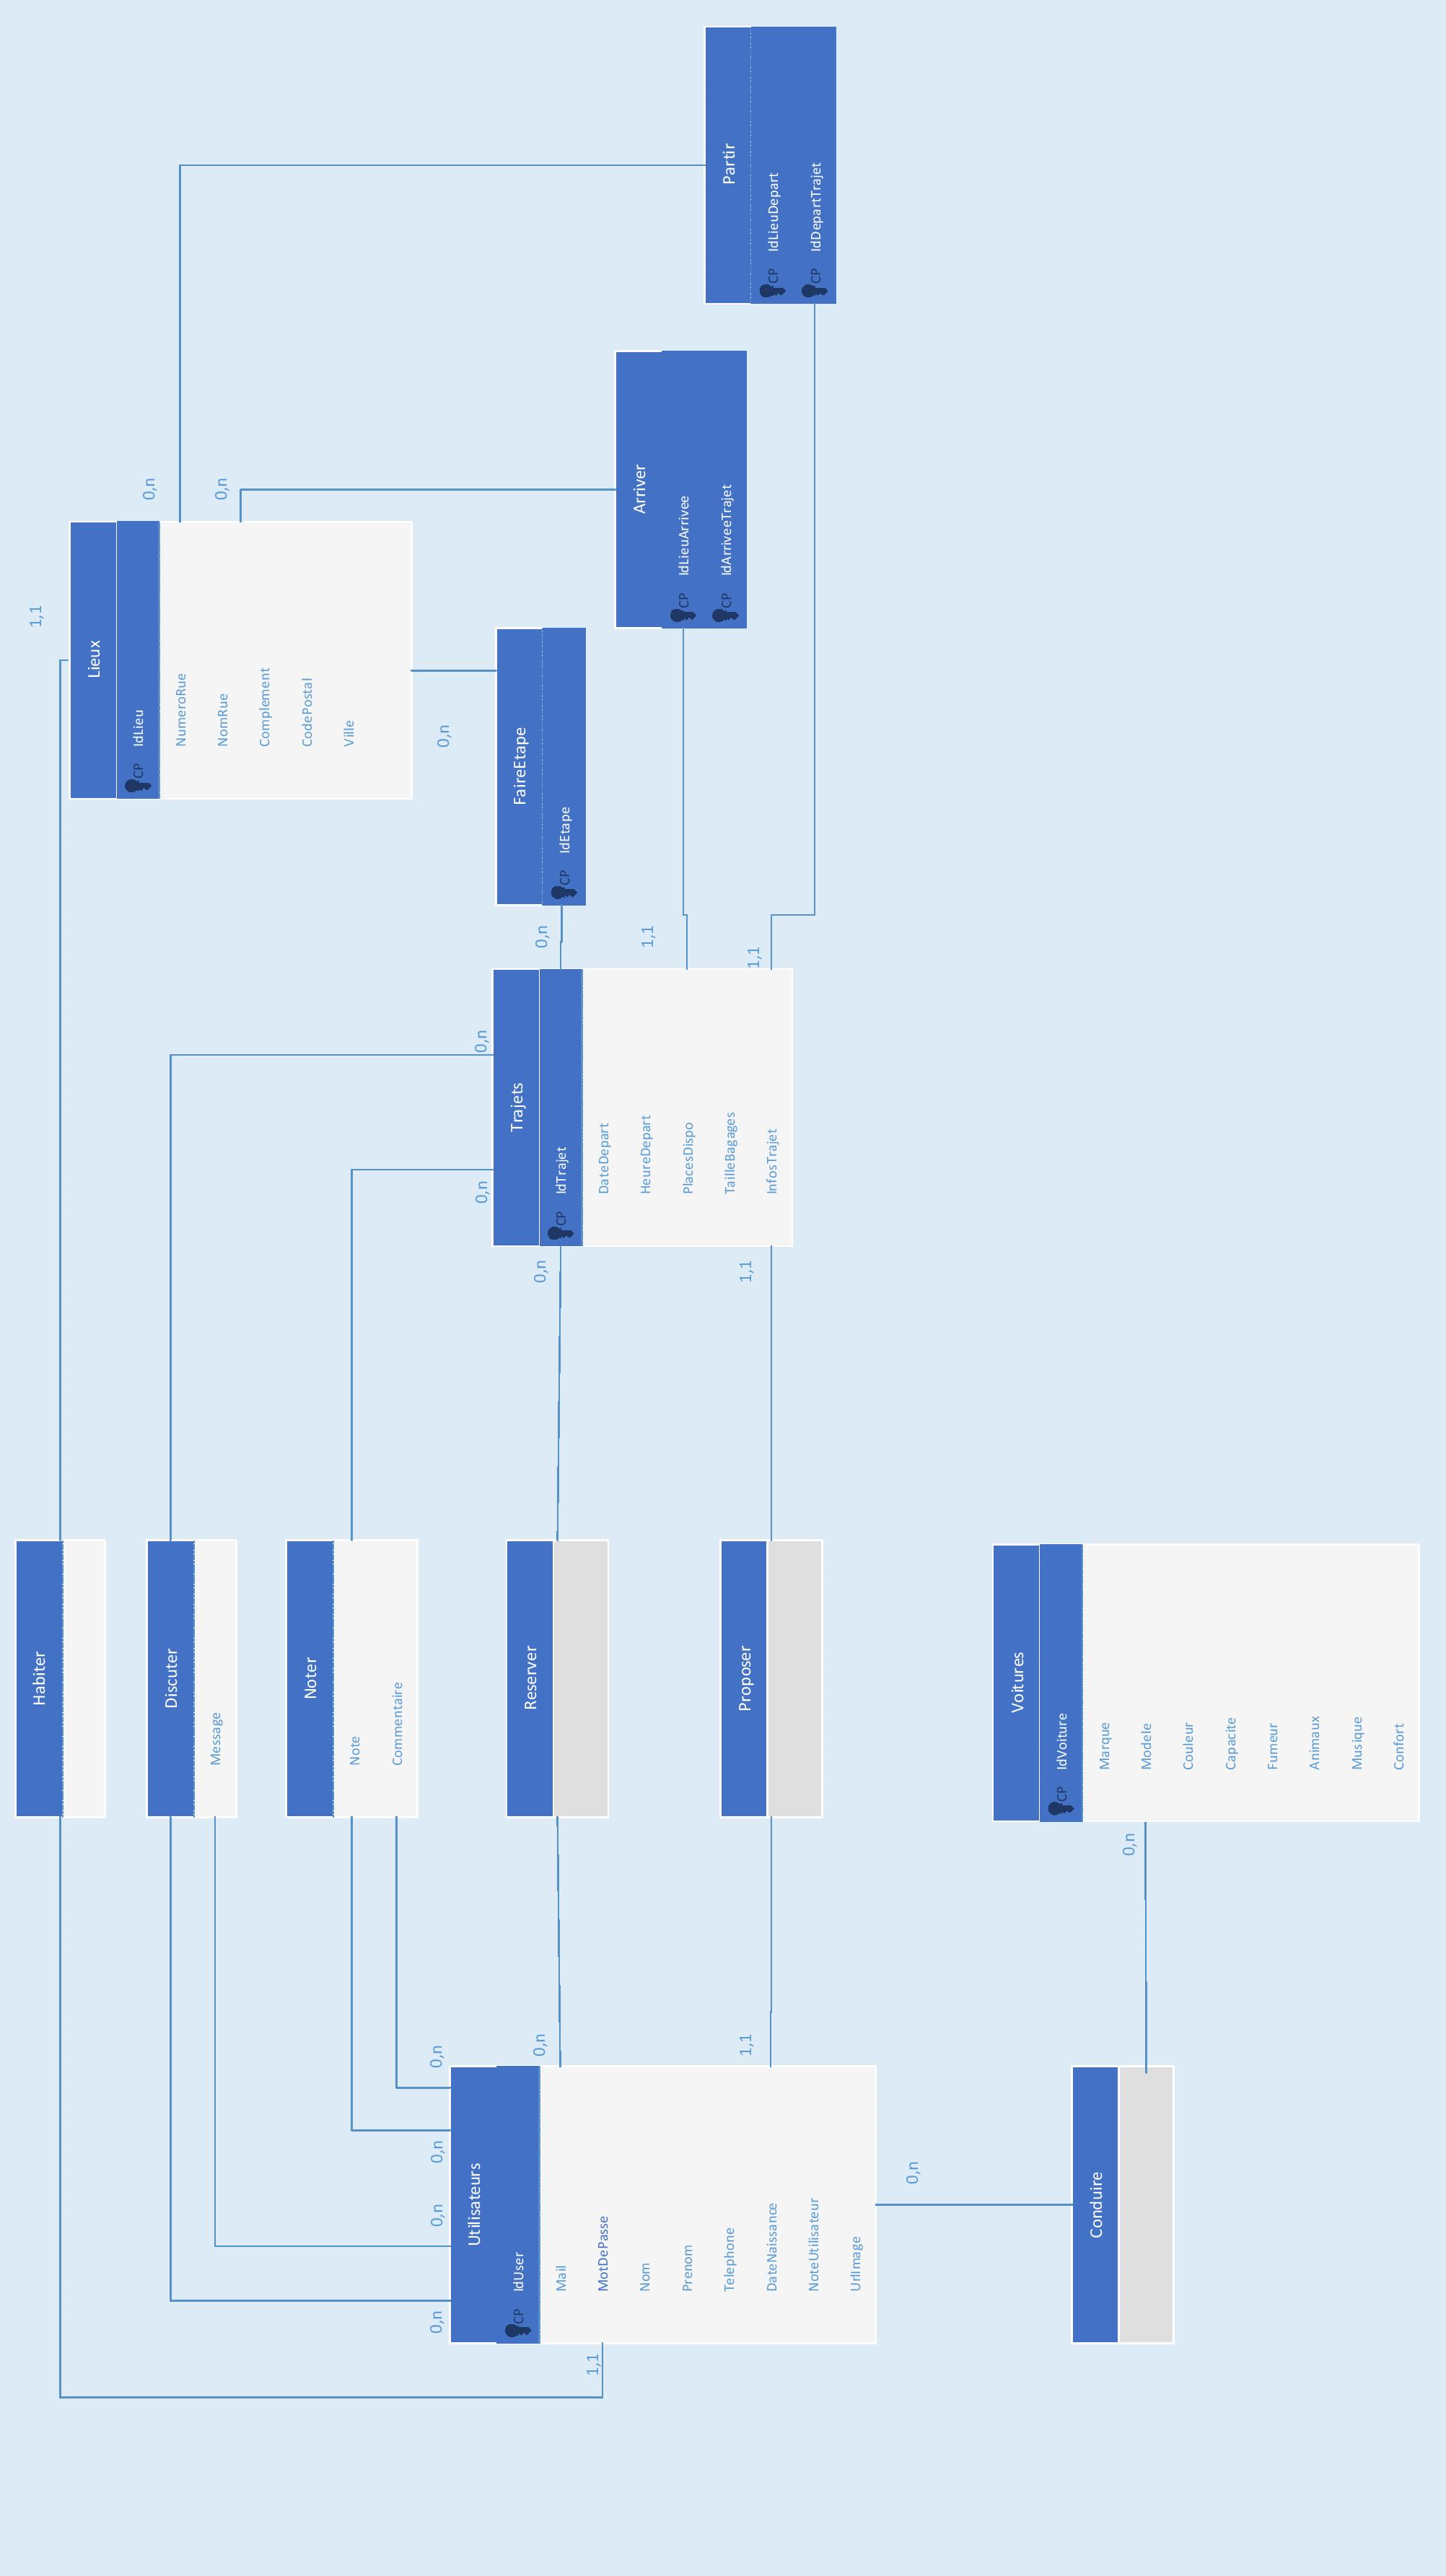 Habiter
Discuter
Message
Noter
Note
Commentaire
Reserver
Proposer
Utilisateurs
CP IdUser
Mail
MotDePasse
Nom
Prenom
Telephone
DateNaissance
NoteUtilisateur
UrlImage
1,1
0,n
0,n
0,n
0,n
0,n
1,1
0,n
Conduire
Voitures
CP IdVoiture
Marque
Modele
Couleur
Capacite
Fumeur
Animaux
Musique
Confort
0,n
Trajets
CP IdTrajet
DateDepart
HeureDepart
PlacesDispo
TailleBagages
InfosTrajet
0,n
0,n
0,n
1,1
0,n
1,1
1,1
FaireEtape
CP IdEtape
Lieux
CP IdLieu
NumeroRue
NomRue
Complement
CodePostal
Ville
1,1
0,n
0,n
0,n
Arriver
CP IdLieuArrivee
CP IdArriveeTrajet
Partir
CP IdLieuDepart
CP IdDepartTrajet